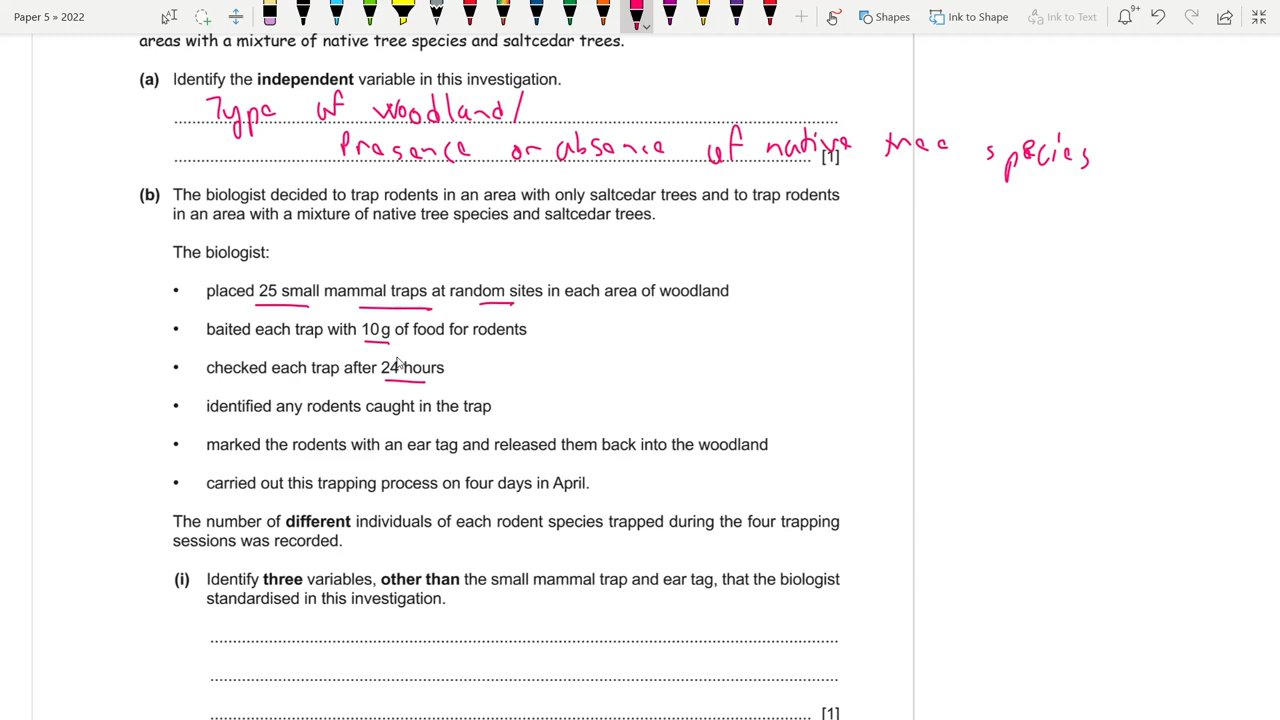 Paper 5 » 2022
Shapes
Ink to Shape
Ink to Text
9+
areas with a mixture of native tree species and saltcedar trees.
(a) Identify the independent variable in this investigation.
Type of woodland/
Presence or absence of native tree species
[1]
(b) The biologist decided to trap rodents in an area with only saltcedar trees and to trap rodents
in an area with a mixture of native tree species and saltcedar trees.
The biologist:
• placed 25 small mammal traps at random sites in each area of woodland
• baited each trap with 10 g of food for rodents
• checked each trap after 24 hours
• identified any rodents caught in the trap
• marked the rodents with an ear tag and released them back into the woodland
• carried out this trapping process on four days in April.
The number of different individuals of each rodent species trapped during the four trapping
sessions was recorded.
(i) Identify three variables, other than the small mammal trap and ear tag, that the biologist
standardised in this investigation.
[1]